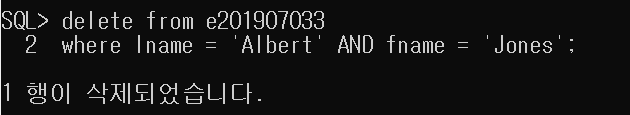 SQL> delete from e201907033
2 where lname = 'Albert' AND fname = 'Jones';
1 행이 삭제되었습니다.